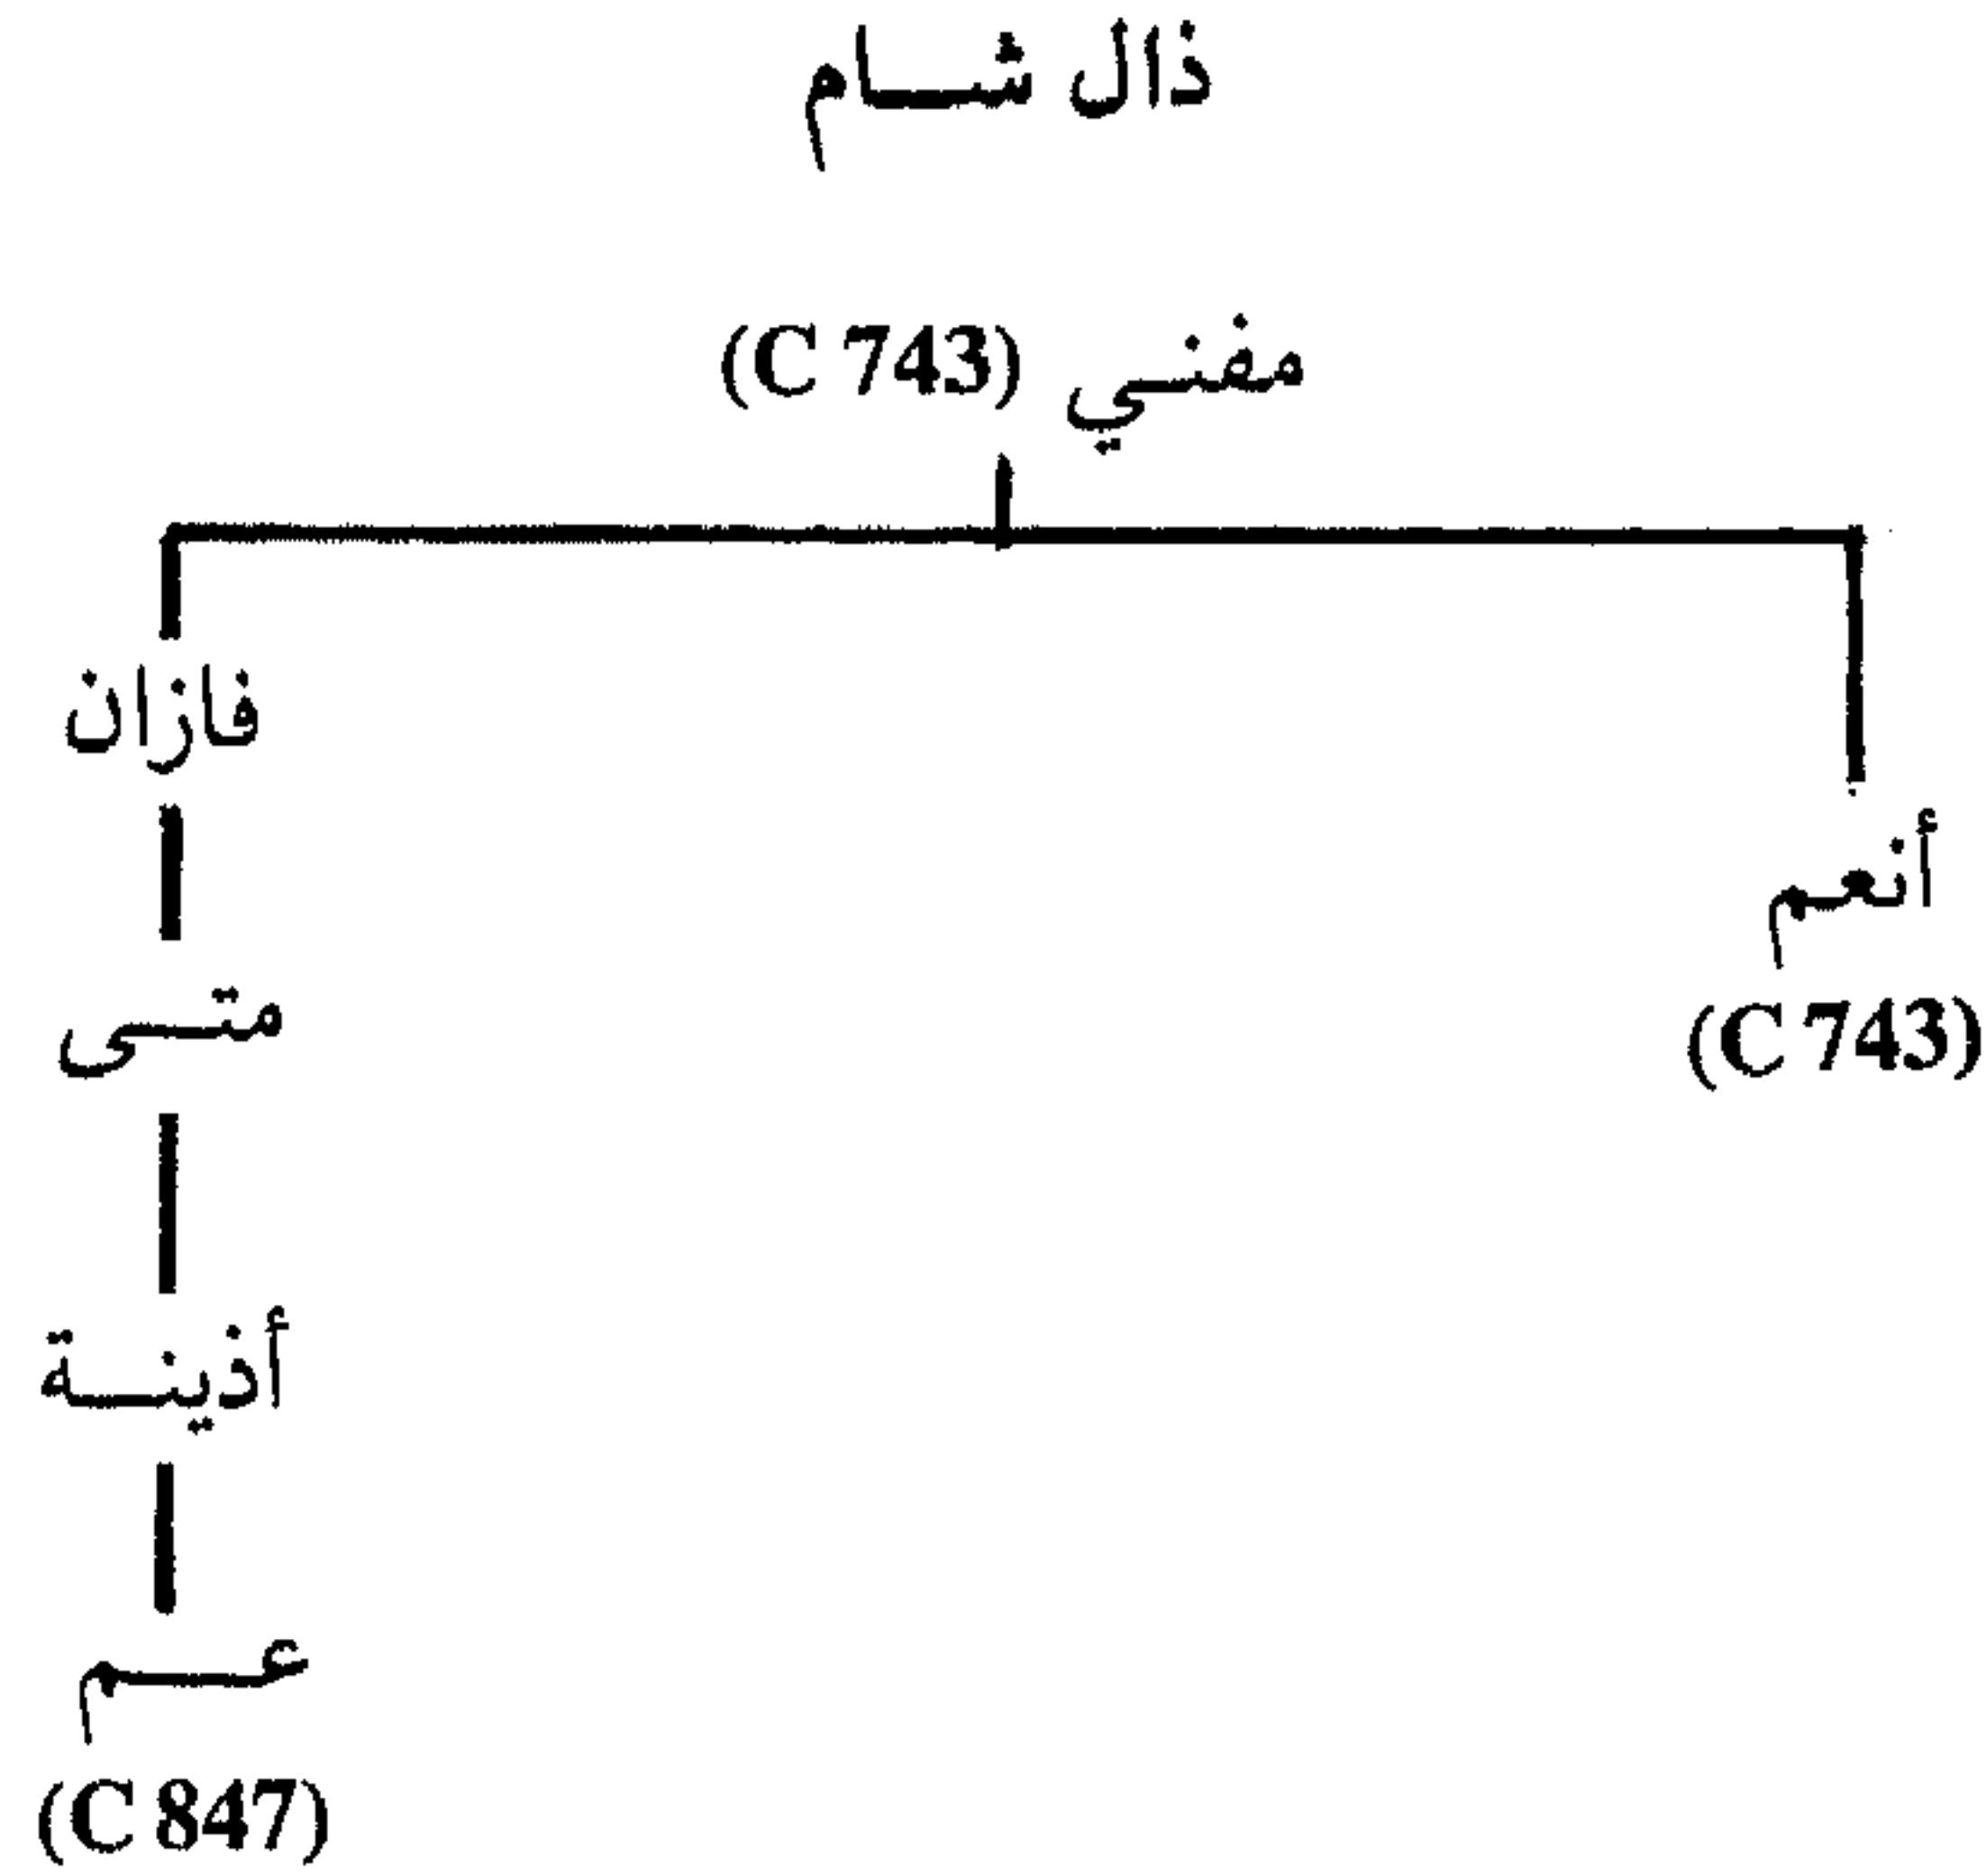 ذال شام
مفني (C 743)
فازان
أنعم
متى
(C 743)
أذينة
عم
(C 847)